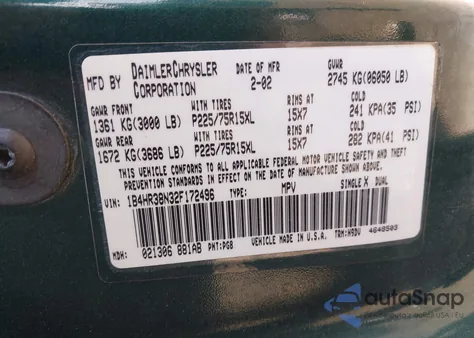 MFD BY DAIMLERCHRYSLER CORPORATION DATE OF MFR 2-02 GVWR 2745 KG(06050 LB)
GAWR FRONT WITH TIRES RIMS AT COLD
1361 KG(3000 LB) P225/75R15XL 15X7 241 KPA(35 PSI)
GAWR REAR WITH TIRES RIMS AT COLD
1672 KG(3686 LB) P225/75R15XL 15X7 282 KPA(41 PSI)
THIS VEHICLE CONFORMS TO ALL APPLICABLE FEDERAL MOTOR VEHICLE SAFETY AND
THEFT PREVENTION STANDARDS IN EFFECT ON THE DATE OF MANUFACTURE SHOWN ABOVE.
VIN: 1B4HR38N32F172496 TYPE: MPV SINGLE X DUAL
MDH: 021306 881AB PNT:PG8 VEHICLE MADE IN U.S.A. TRM:H9DV 4648503
autoSnap